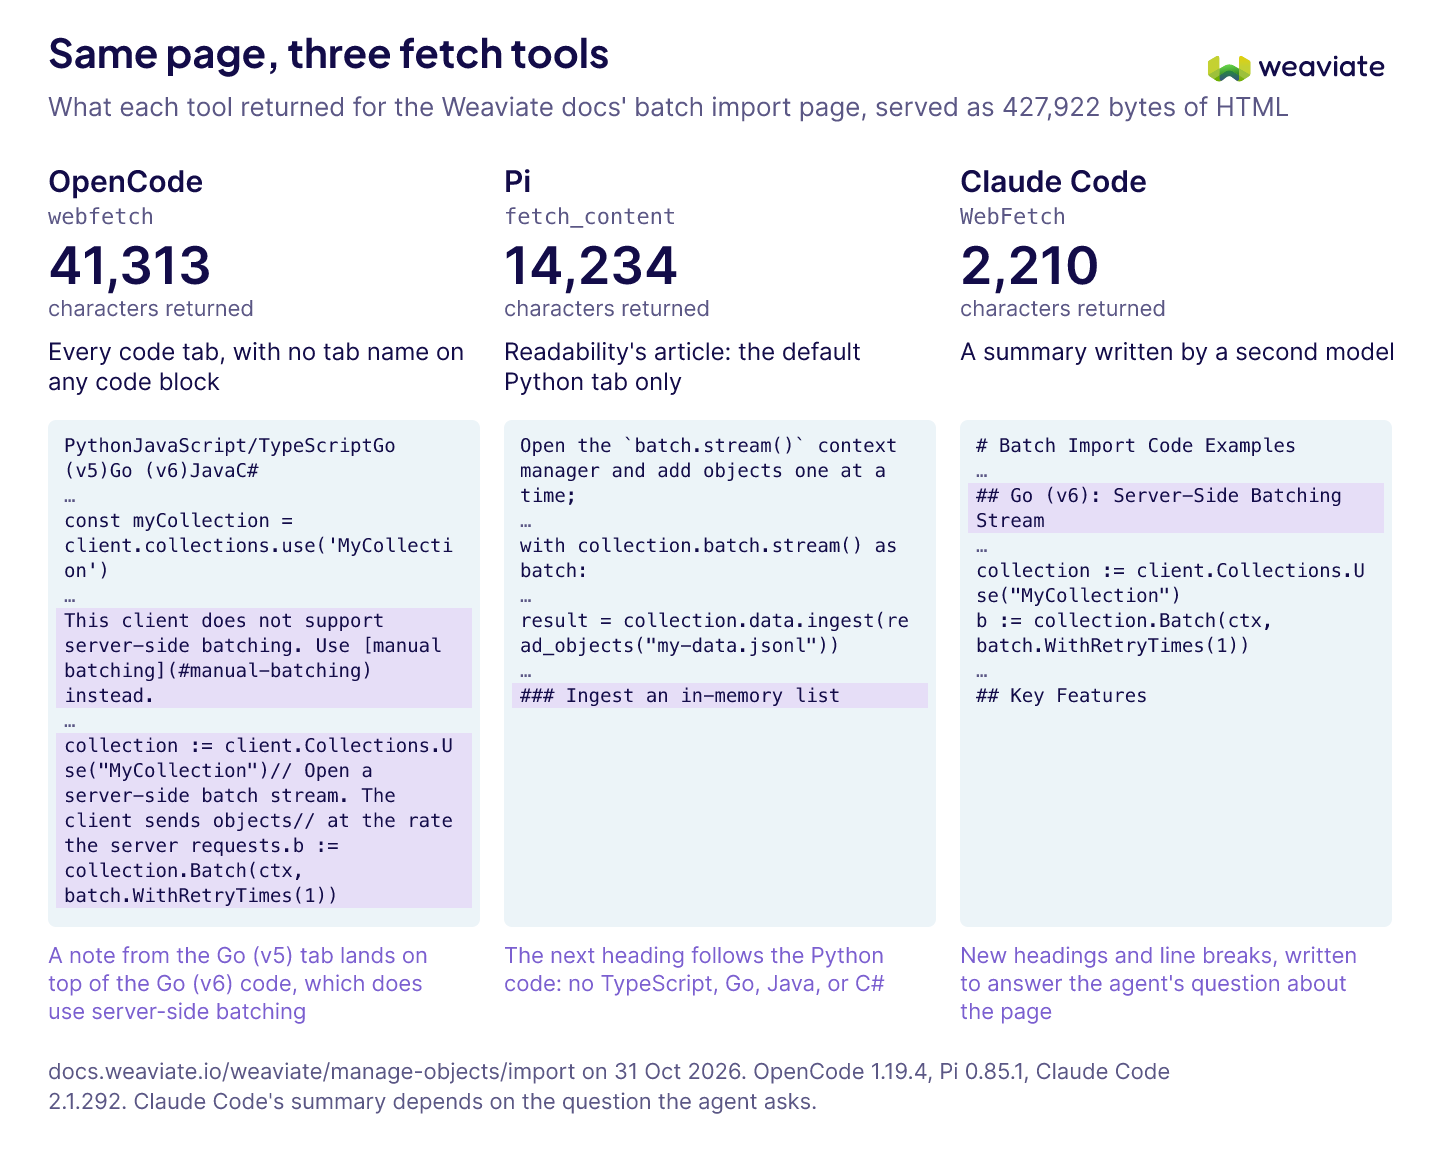 Same page, three fetch tools
weaviate
What each tool returned for the Weaviate docs' batch import page, served as 427,922 bytes of HTML
OpenCode
webfetch
41,313
characters returned
Every code tab, with no tab name on
any code block
PythonJavaScript/TypeScriptGo
(v5)Go (v6)JavaC#
…
const myCollection =
client.collections.use('MyCollecti
on')
…
This client does not support
server-side batching. Use [manual
batching](#manual-batching)
instead.
…
collection := client.Collections.U
se("MyCollection")// Open a
server-side batch stream. The
client sends objects// at the rate
the server requests.b :=
collection.Batch(ctx,
batch.WithRetryTimes(1))
A note from the Go (v5) tab lands on
top of the Go (v6) code, which does
use server-side batching
Pi
fetch_content
14,234
characters returned
Readability's article: the default
Python tab only
Open the `batch.stream()` context
manager and add objects one at a
time;
…
with collection.batch.stream() as
batch:
…
result = collection.data.ingest(re
ad_objects("my-data.jsonl"))
…
### Ingest an in-memory list
The next heading follows the Python
code: no TypeScript, Go, Java, or C#
Claude Code
WebFetch
2,210
characters returned
A summary written by a second model
# Batch Import Code Examples
…
## Go (v6): Server-Side Batching
Stream
…
collection := client.Collections.U
se("MyCollection")
b := collection.Batch(ctx,
batch.WithRetryTimes(1))
…
## Key Features
New headings and line breaks, written
to answer the agent's question about
the page
docs.weaviate.io/weaviate/manage-objects/import on 31 Oct 2026. OpenCode 1.19.4, Pi 0.85.1, Claude Code
2.1.292. Claude Code's summary depends on the question the agent asks.